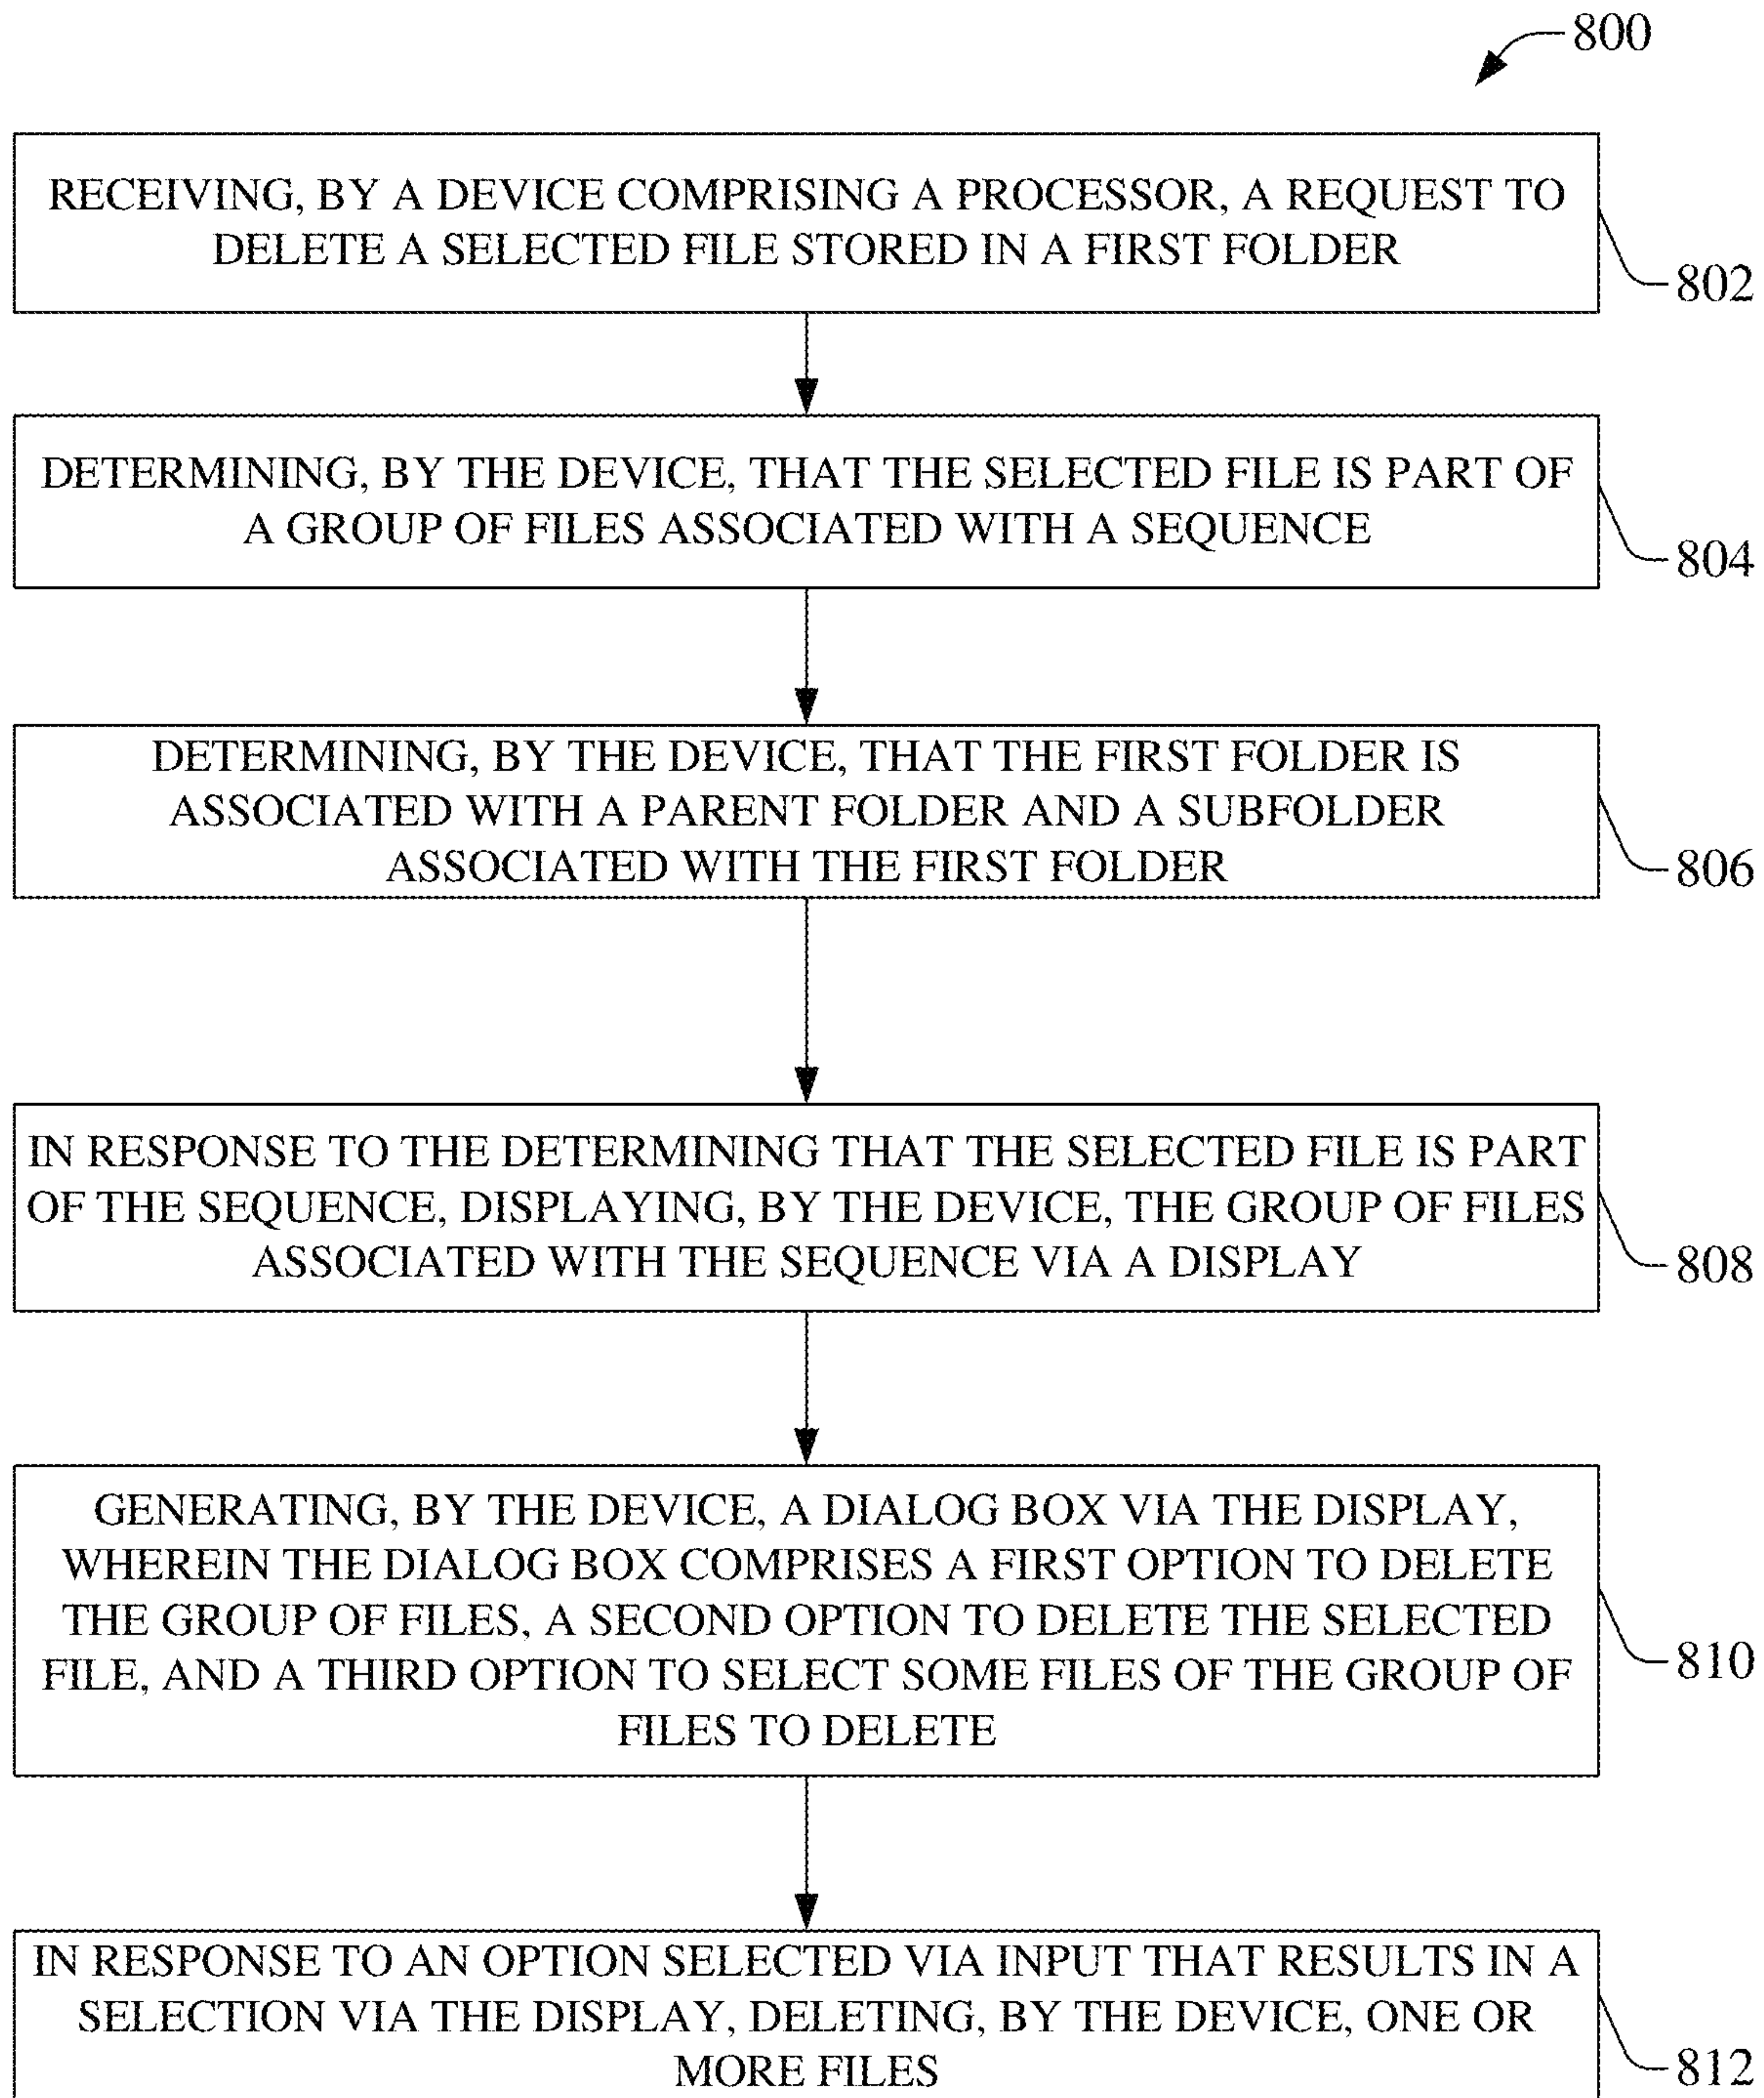 800
RECEIVING, BY A DEVICE COMPRISING A PROCESSOR, A REQUEST TO
DELETE A SELECTED FILE STORED IN A FIRST FOLDER
802
DETERMINING, BY THE DEVICE, THAT THE SELECTED FILE IS PART OF
A GROUP OF FILES ASSOCIATED WITH A SEQUENCE
804
DETERMINING, BY THE DEVICE, THAT THE FIRST FOLDER IS
ASSOCIATED WITH A PARENT FOLDER AND A SUBFOLDER
ASSOCIATED WITH THE FIRST FOLDER
806
IN RESPONSE TO THE DETERMINING THAT THE SELECTED FILE IS PART
OF THE SEQUENCE, DISPLAYING, BY THE DEVICE, THE GROUP OF FILES
ASSOCIATED WITH THE SEQUENCE VIA A DISPLAY
808
GENERATING, BY THE DEVICE, A DIALOG BOX VIA THE DISPLAY,
WHEREIN THE DIALOG BOX COMPRISES A FIRST OPTION TO DELETE
THE GROUP OF FILES, A SECOND OPTION TO DELETE THE SELECTED
FILE, AND A THIRD OPTION TO SELECT SOME FILES OF THE GROUP OF
FILES TO DELETE
810
IN RESPONSE TO AN OPTION SELECTED VIA INPUT THAT RESULTS IN A
SELECTION VIA THE DISPLAY, DELETING, BY THE DEVICE, ONE OR
MORE FILES
812